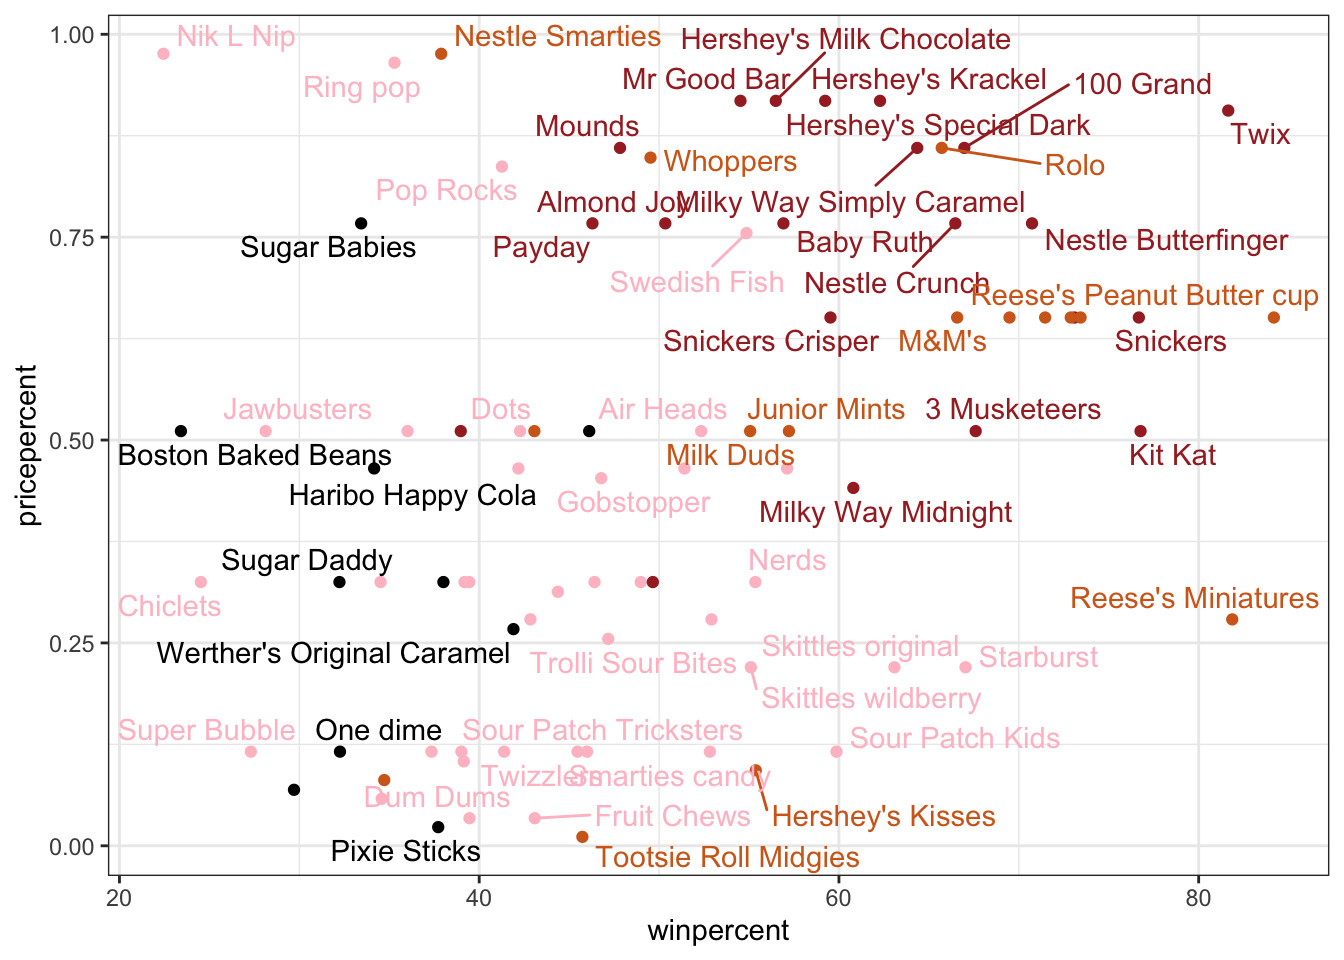 1.00
Nik L Nip
Nestle Smarties
Hershey's Milk Chocolate
Ring pop
Mr Good Bar
Hershey's Krackel
100 Grand
Mounds
Hershey's Special Dark
Twix
Whoppers
Rolo
Pop Rocks
Almond Joy
Milky Way Simply Caramel
0.75
Sugar Babies
Payday
Baby Ruth
Nestle Butterfinger
Swedish Fish
Nestle Crunch
Reese's Peanut Butter cup
Snickers Crisper
M&M's
Snickers
Jawbusters
Dots
Air Heads
Junior Mints
3 Musketeers
0.50
Boston Baked Beans
Milk Duds
Kit Kat
Haribo Happy Cola
Gobstopper
Milky Way Midnight
Sugar Daddy
Nerds
Chiclets
Reese's Miniatures
0.25
Werther's Original Caramel
Trolli Sour Bites
Skittles original
Starburst
Skittles wildberry
Super Bubble
One dime
Sour Patch Tricksters
Sour Patch Kids
Twizzlers
Smarties candy
Dum Dums
Fruit Chews
Hershey's Kisses
0.00
Pixie Sticks
Tootsie Roll Midgies
20
40
60
80
winpercent
pricepercent